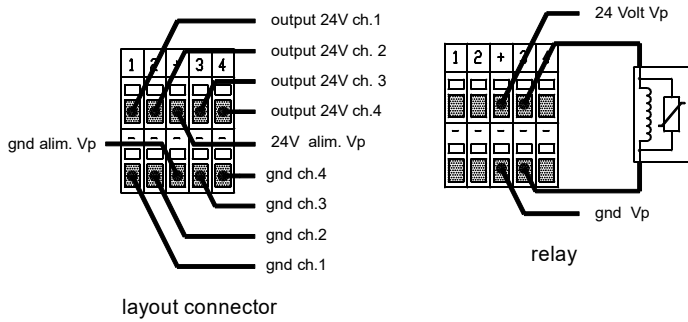 output 24V ch.1
output 24V ch. 2
output 24V ch. 3
output 24V ch.4
1 2 + 3 4
- - - - -
gnd alim. Vp
24V alim. Vp
gnd ch.4
gnd ch.3
gnd ch.2
gnd ch.1
layout connector
24 Volt Vp
1 2 + 3 4
- - - - -
gnd Vp
relay